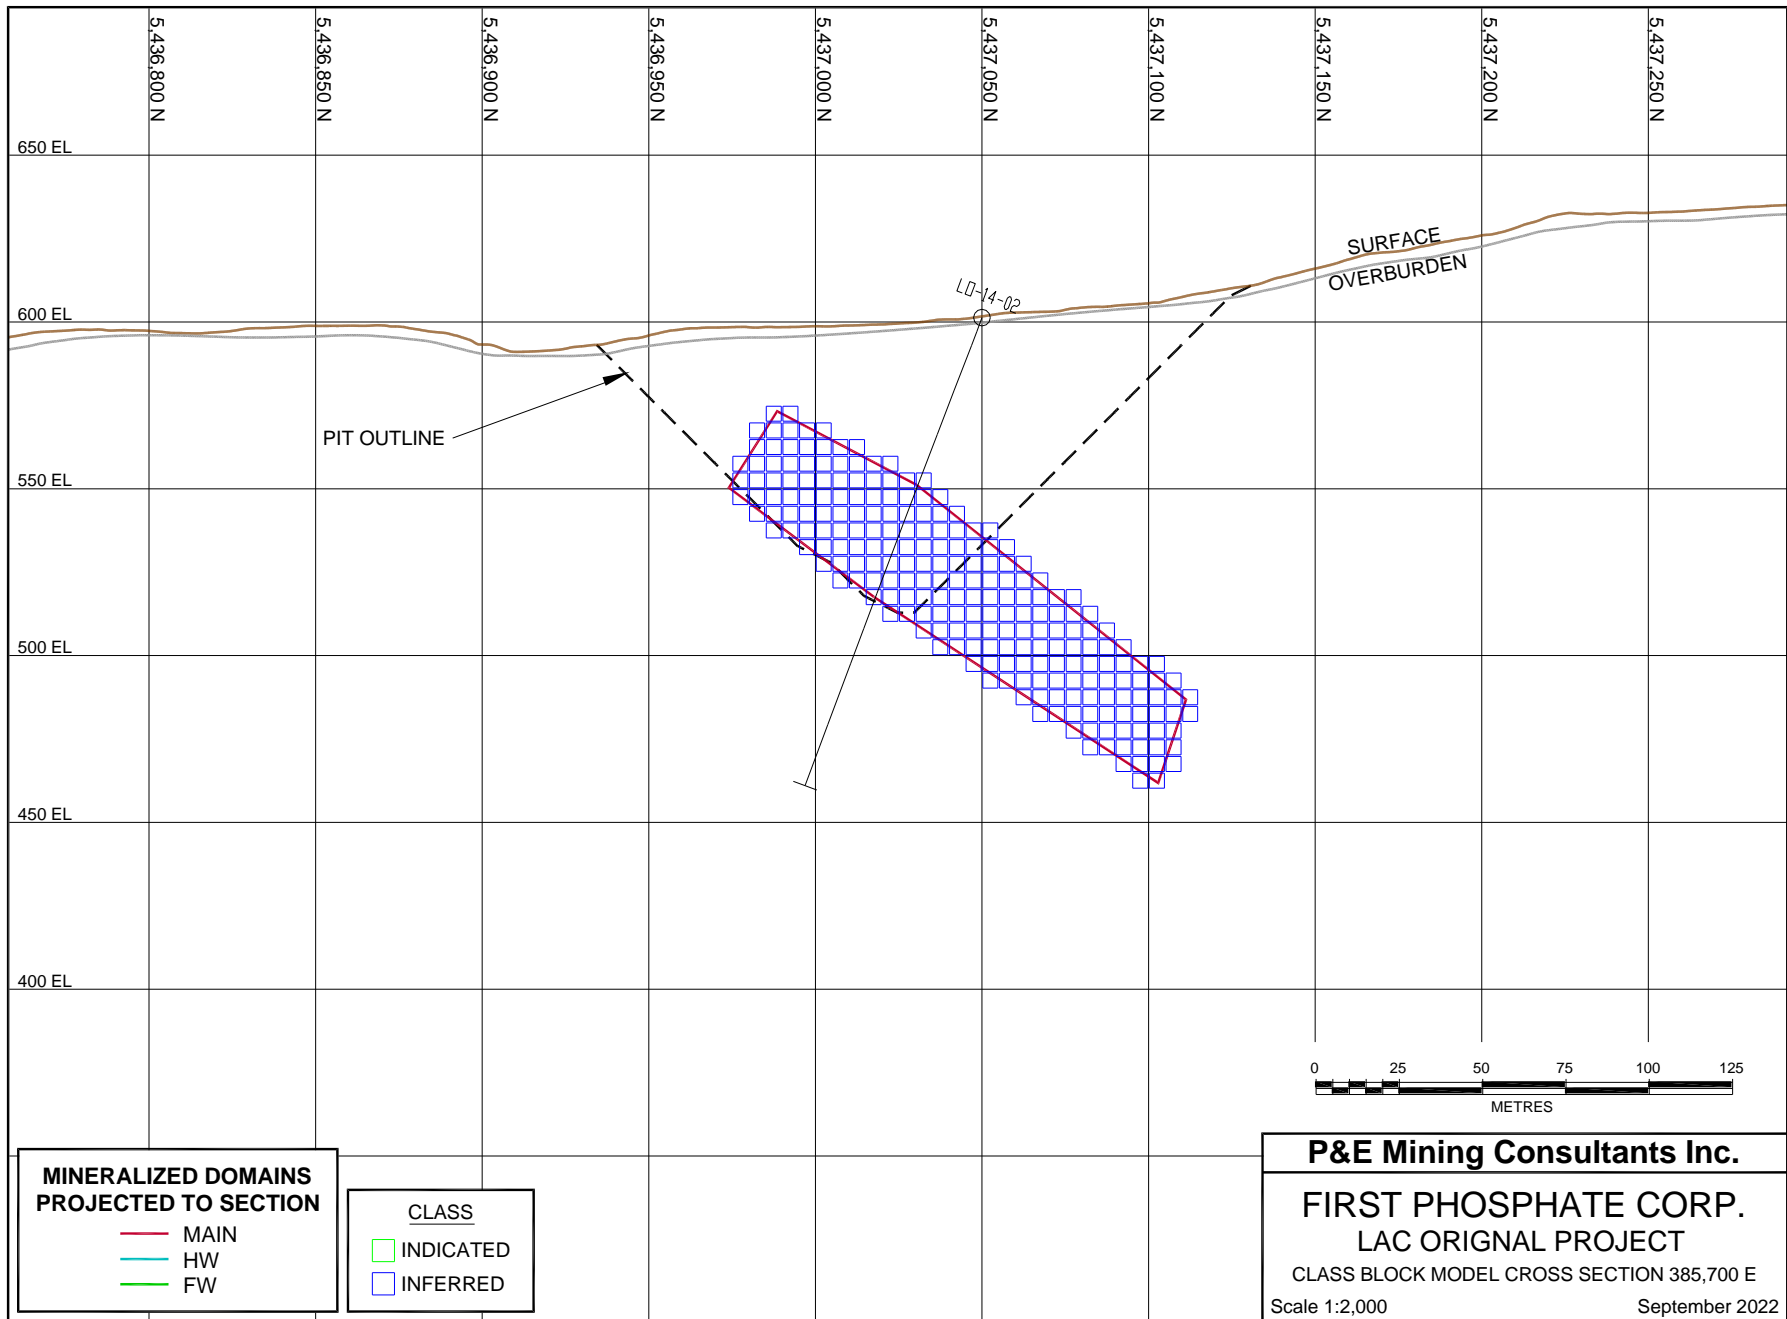 5,436,800 N
5,436,850 N
5,436,900 N
5,436,950 N
5,437,000 N
5,437,050 N
5,437,100 N
5,437,150 N
5,437,200 N
5,437,250 N
650 EL
SURFACE
OVERBURDEN
LO-14-02
600 EL
PIT OUTLINE
550 EL
500 EL
450 EL
400 EL
0 25 50 75 100 125
METRES
MINERALIZED DOMAINS
PROJECTED TO SECTION
MAIN
HW
FW
CLASS
INDICATED
INFERRED
P&E Mining Consultants Inc.
FIRST PHOSPHATE CORP.
LAC ORIGNAL PROJECT
CLASS BLOCK MODEL CROSS SECTION 385,700 E
Scale 1:2,000 September 2022